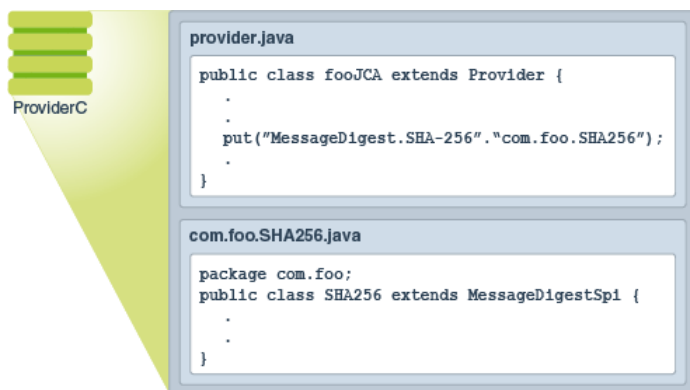 ProviderC
provider.java
public class fooJCA extends Provider {
.
.
put("MessageDigest.SHA-256"."com.foo.SHA256");
.
}
com.foo.SHA256.java
package com.foo;
public class SHA256 extends MessageDigestSpi {
.
.
}